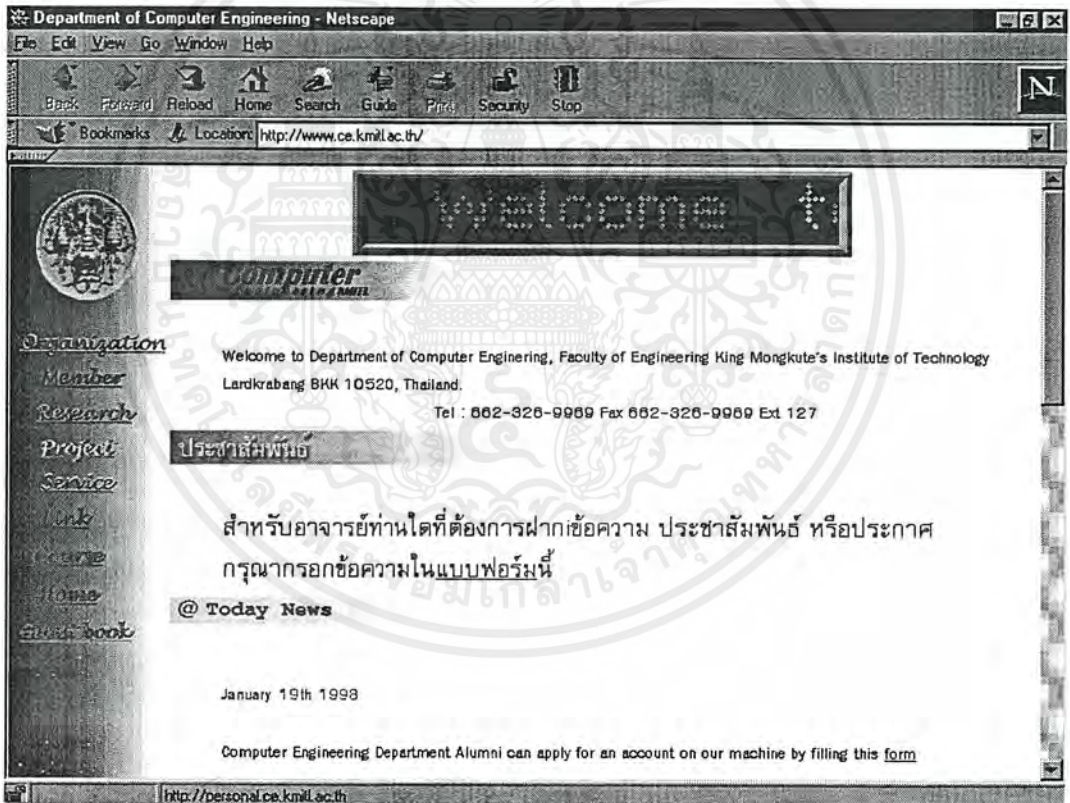 Department of Computer Engineering - Netscape
File Edit View Go Window Help
Back Forward Reload Home Search Guide Print Security Stop
N
Bookmarks Location: http://www.ce.kmitl.ac.th/
Welcome
Computer
Organization
Member
Research
Project
Service
Link
Course
Home
Guest book
Welcome to Department of Computer Enginering, Faculty of Engineering King Mongkute's Institute of Technology
Lardkrabang BKK 10520, Thailand.
Tel : 662-326-9969 Fax 662-326-9969 Ext 127
ประชาสัมพันธ์
สำหรับอาจารย์ท่านใดที่ต้องการฝากiข้อความ ประชาสัมพันธ์ หรือประกาศ
กรุณากรอกข้อความในแบบฟอร์มนี้
@ Today News
January 19th 1998
Computer Engineering Department Alumni can apply for an account on our machine by filling this form
http://personal.ce.kmitl.ac.th